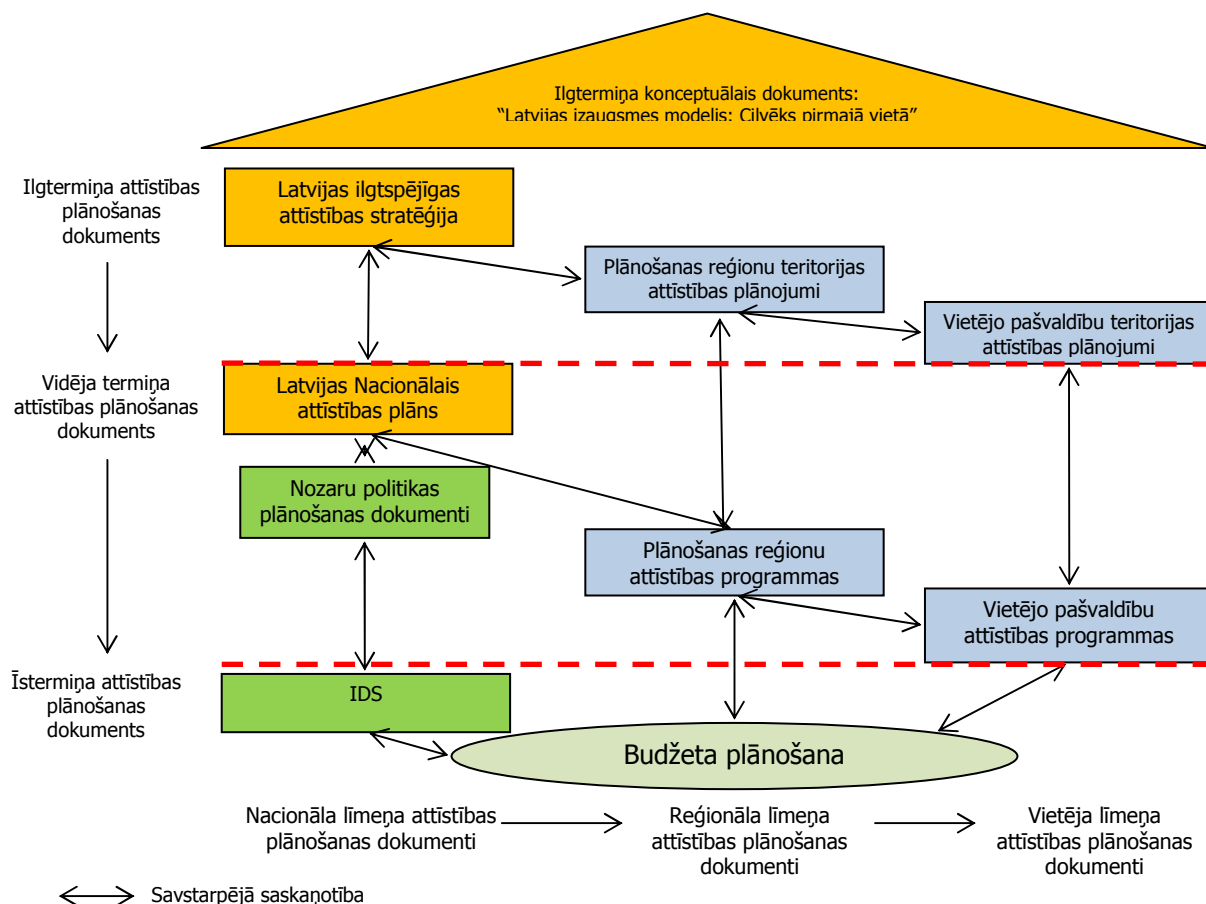 Ilgtermiņa konceptuālais dokuments:
“Latvijas izaugsmes modelis: Cilvēks pirmajā vietā”
Ilgtermiņa attīstības
plānošanas
dokuments
Latvijas ilgtspējīgas
attīstības stratēģija
Plānošanas reģionu teritorijas
attīstības plānojumi
Vietējo pašvaldību teritorijas
attīstības plānojumi
Vidēja termiņa
attīstības plānošanas
dokuments
Latvijas Nacionālais
attīstības plāns
Nozaru politikas
plānošanas dokumenti
Plānošanas reģionu
attīstības programmas
Vietējo pašvaldību
attīstības programmas
Īstermiņa attīstības
plānošanas
dokuments
IDS
Budžeta plānošana
Nacionāla līmeņa attīstības
plānošanas dokumenti
Reģionāla līmeņa
attīstības plānošanas
dokumenti
Vietēja līmeņa
attīstības plānošanas
dokumenti
Savstarpējā saskaņotība